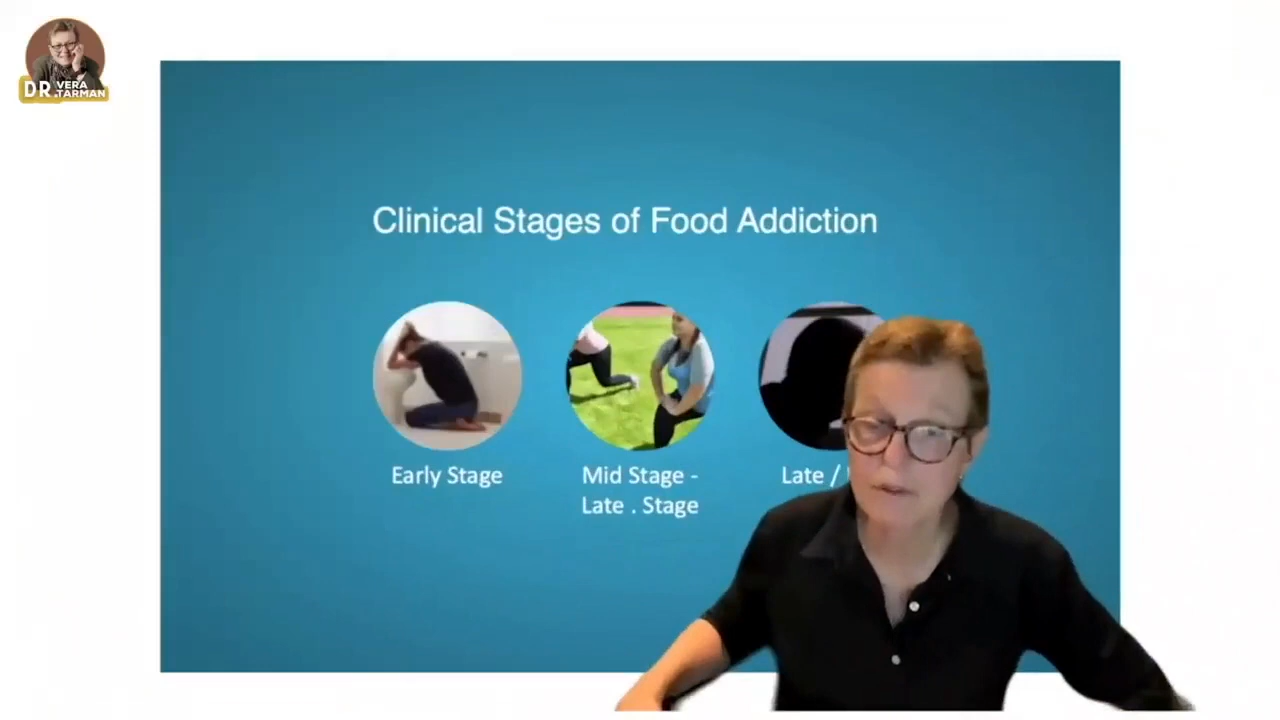 DR.
VERA
TARMAN
Clinical Stages of Food Addiction
Early Stage
Mid Stage -
Late . Stage
Late /